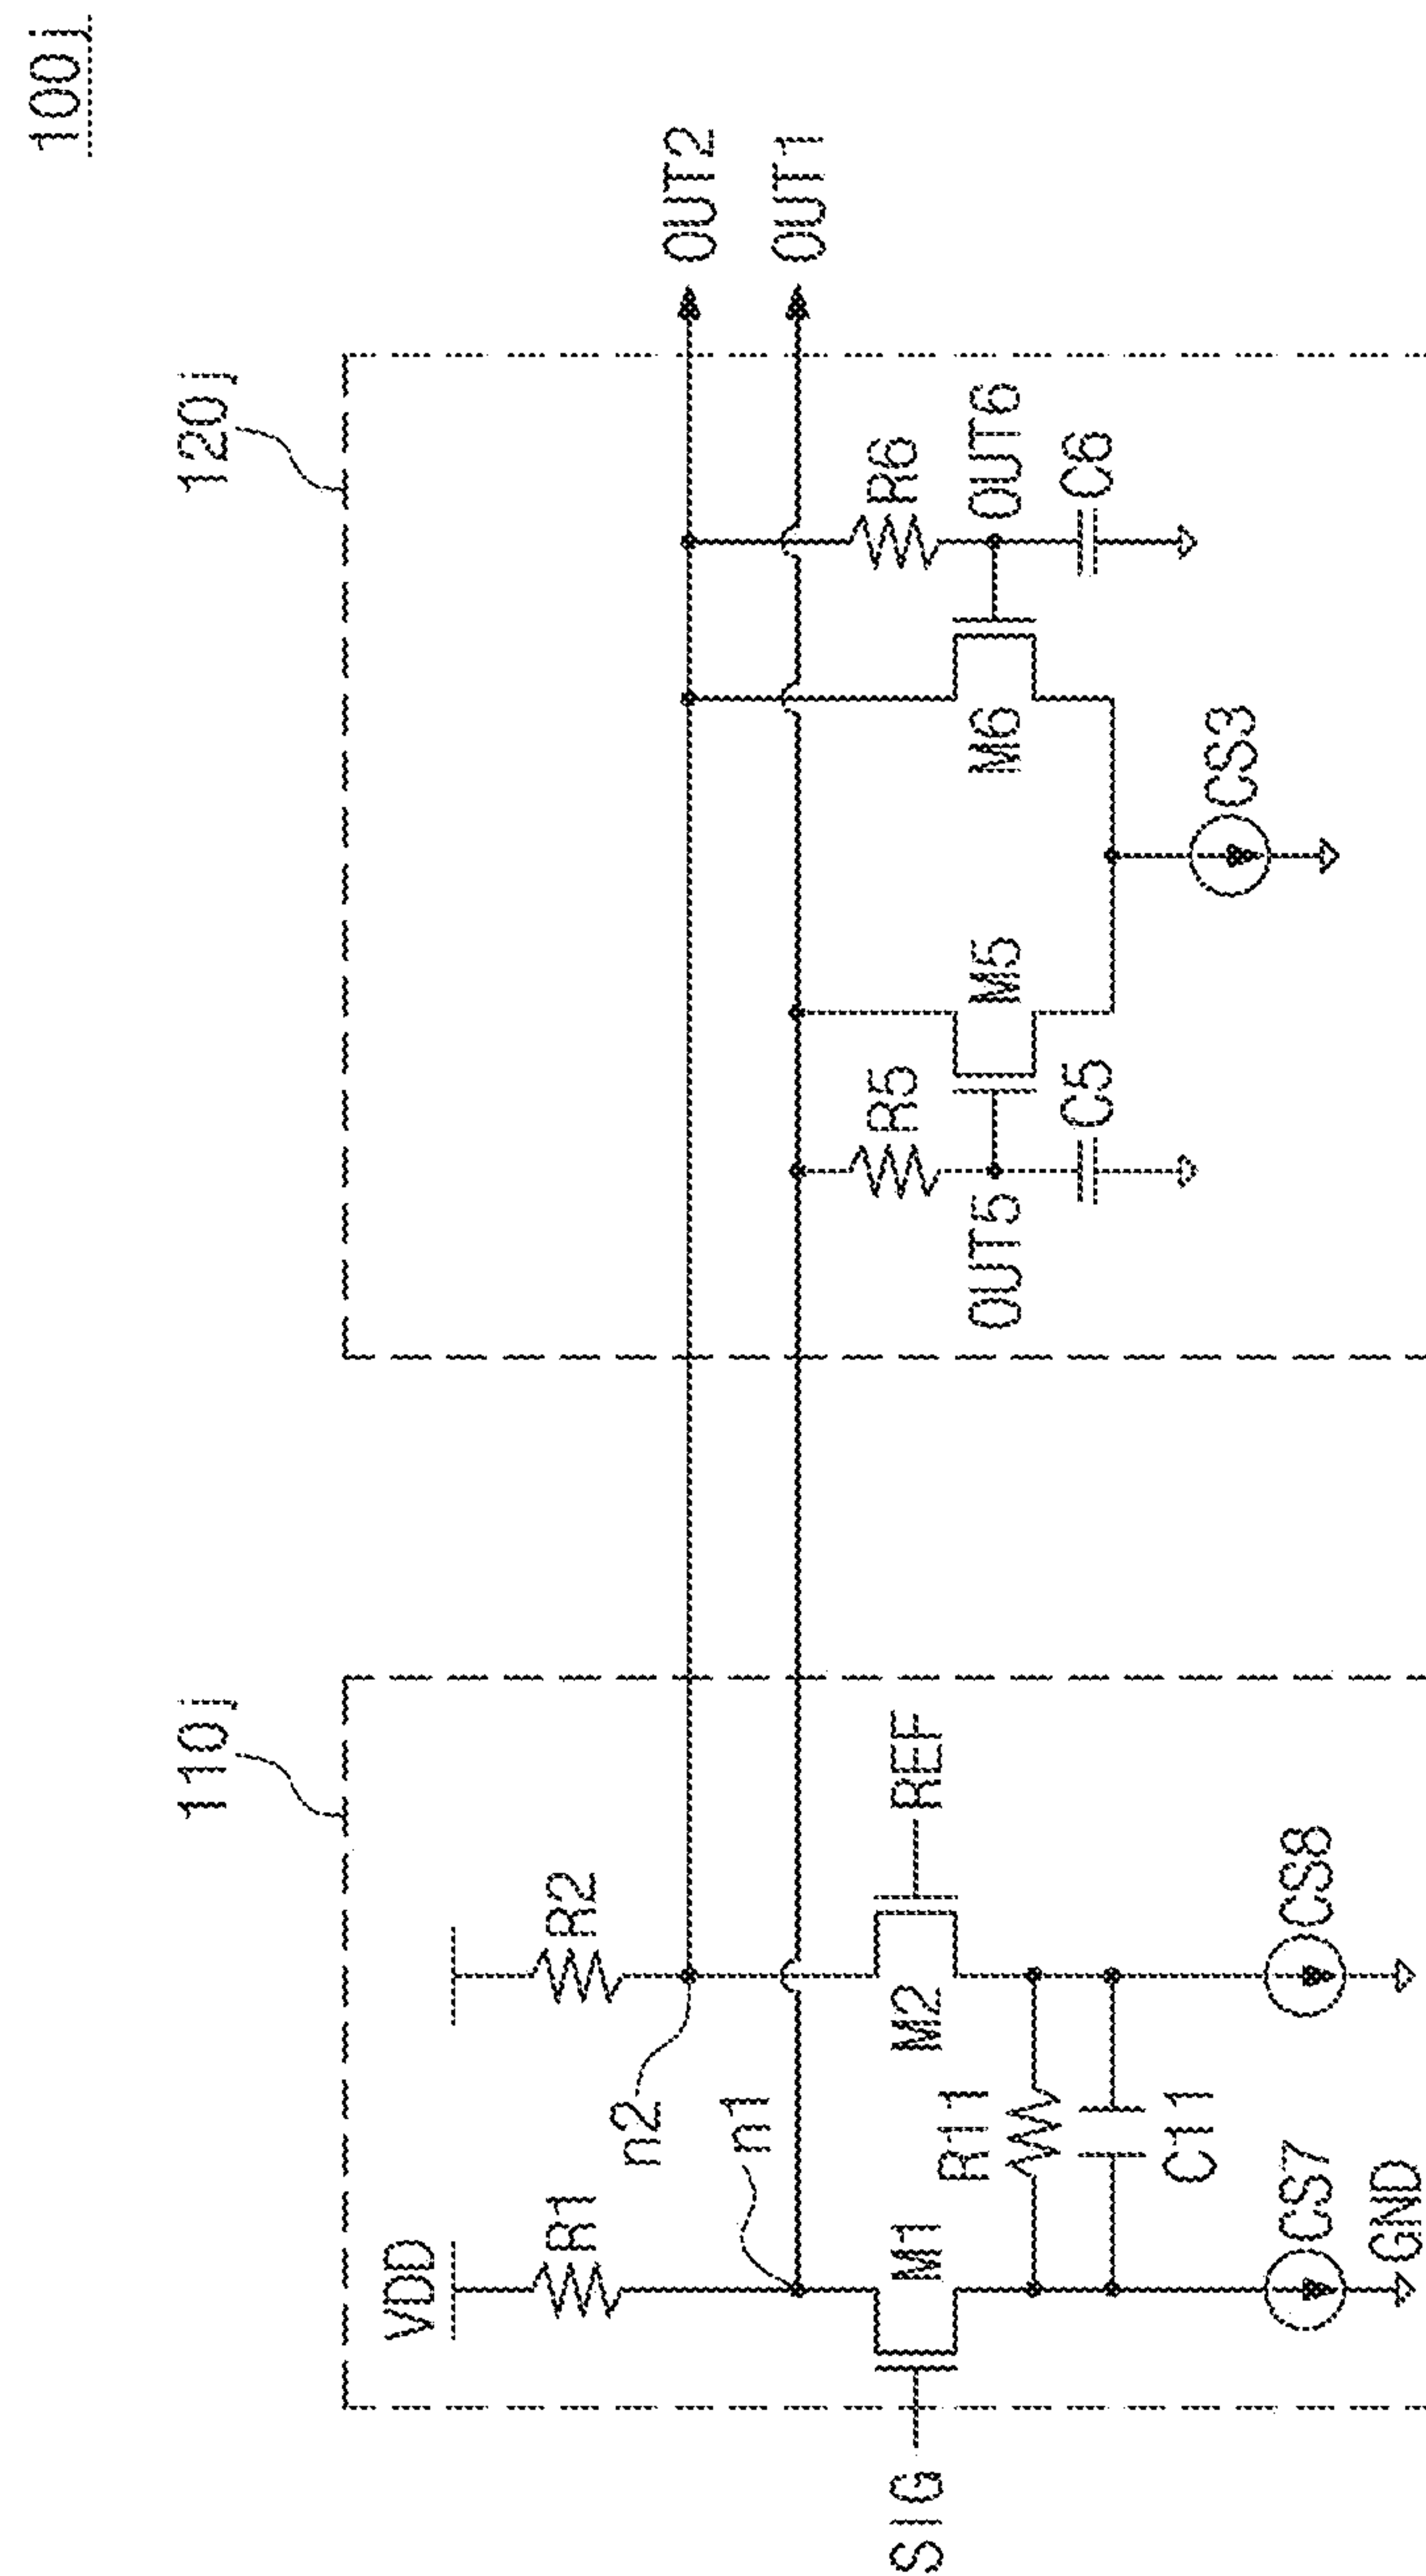 100j
110j
120j
VDD
R1
R2
n2
n1
OUT2
OUT1
SIG
M1
M2
REF
R11
C11
CS7
CS8
GND
R5
R6
OUT5
M5
M6
OUT6
C5
C6
CS3